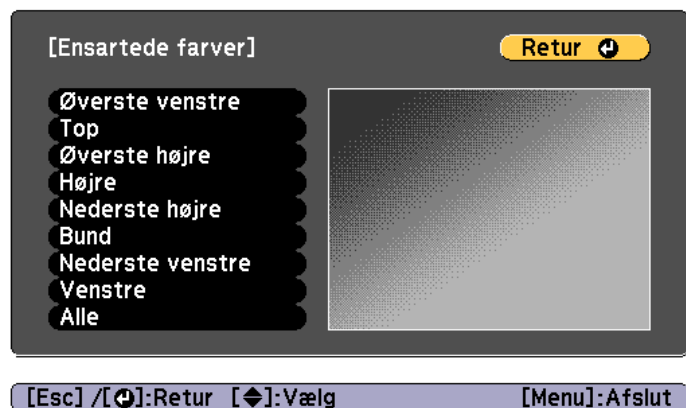 [Ensartede farver]
Retur
Øverste venstre
Top
Øverste højre
Højre
Nederste højre
Bund
Nederste venstre
Venstre
Alle
[Esc] /[⏎]:Retur [◆]:Vælg [Menu]:Afslut